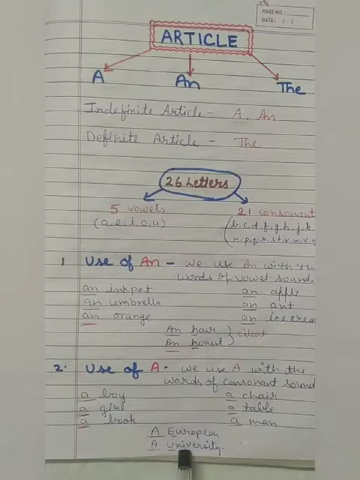 PAGE NO.:
DATE: / /
ARTICLE
A An The
Indefinite Article - A, An
Definite Article - The
26 Letters
5 vowels 21 consonant
(a,e,i,o,u)
1 Use of An - We use An with
words of vowel sound
an inkpot an apple
an umbrella an ant
an orange an ice cream
An hour } silent
An honest
2. Use of A - We use A with the
words of consonant sound
a boy a chair
a girl a table
a book a man
A European
A University.